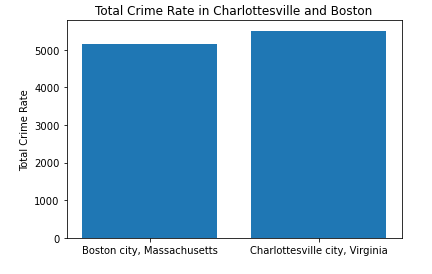 Total Crime Rate in Charlottesville and Boston
Total Crime Rate
5000
4000
3000
2000
1000
0
Boston city, Massachusetts
Charlottesville city, Virginia